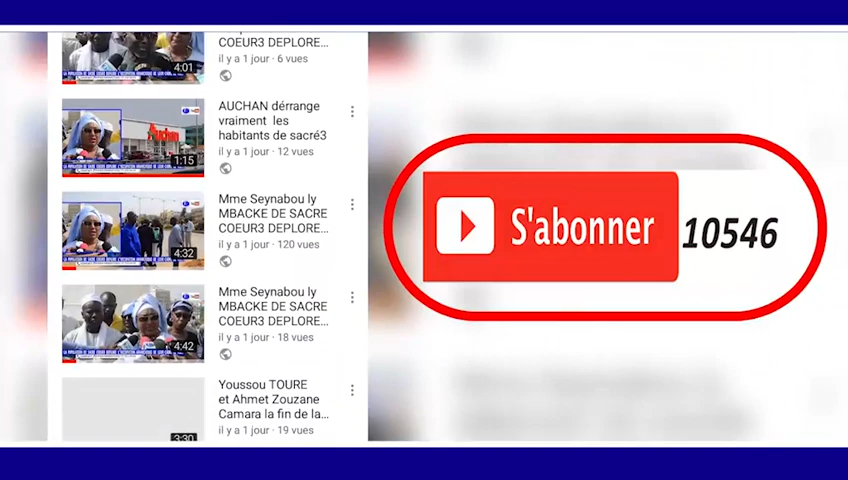 COEUR3 DEPLORE...
il y a 1 jour · 6 vues
4:01
AUCHAN dérrange
vraiment les
habitants de sacré3
il y a 1 jour · 12 vues
Auchan
1:15
Mme Seynabou ly
MBACKE DE SACRE
COEUR3 DEPLORE...
il y a 1 jour · 120 vues
4:32
Mme Seynabou ly
MBACKE DE SACRE
COEUR3 DEPLORE...
il y a 1 jour · 18 vues
4:42
Youssou TOURE
et Ahmet Zouzane
Camara la fin de la...
il y a 1 jour · 19 vues
3:30
S'abonner
10546